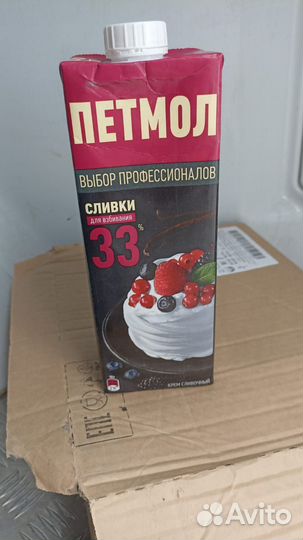 ПЕТМОЛ
ВЫБОР ПРОФЕССИОНАЛОВ
СЛИВКИ
для взбивания
33%
КРЕМ СЛИВОЧНЫЙ
Avito